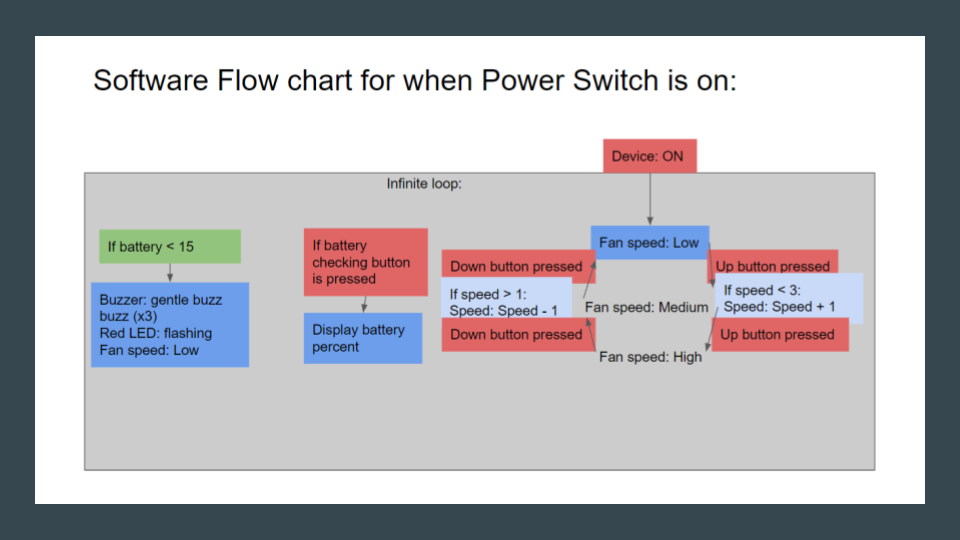 Software Flow chart for when Power Switch is on:
Device: ON
Infinite loop:
If battery < 15
Buzzer: gentle buzz
buzz (x3)
Red LED: flashing
Fan speed: Low
If battery
checking button
is pressed
Display battery
percent
Fan speed: Low
Down button pressed
Up button pressed
If speed > 1:
Speed: Speed - 1
Fan speed: Medium
If speed < 3:
Speed: Speed + 1
Down button pressed
Up button pressed
Fan speed: High